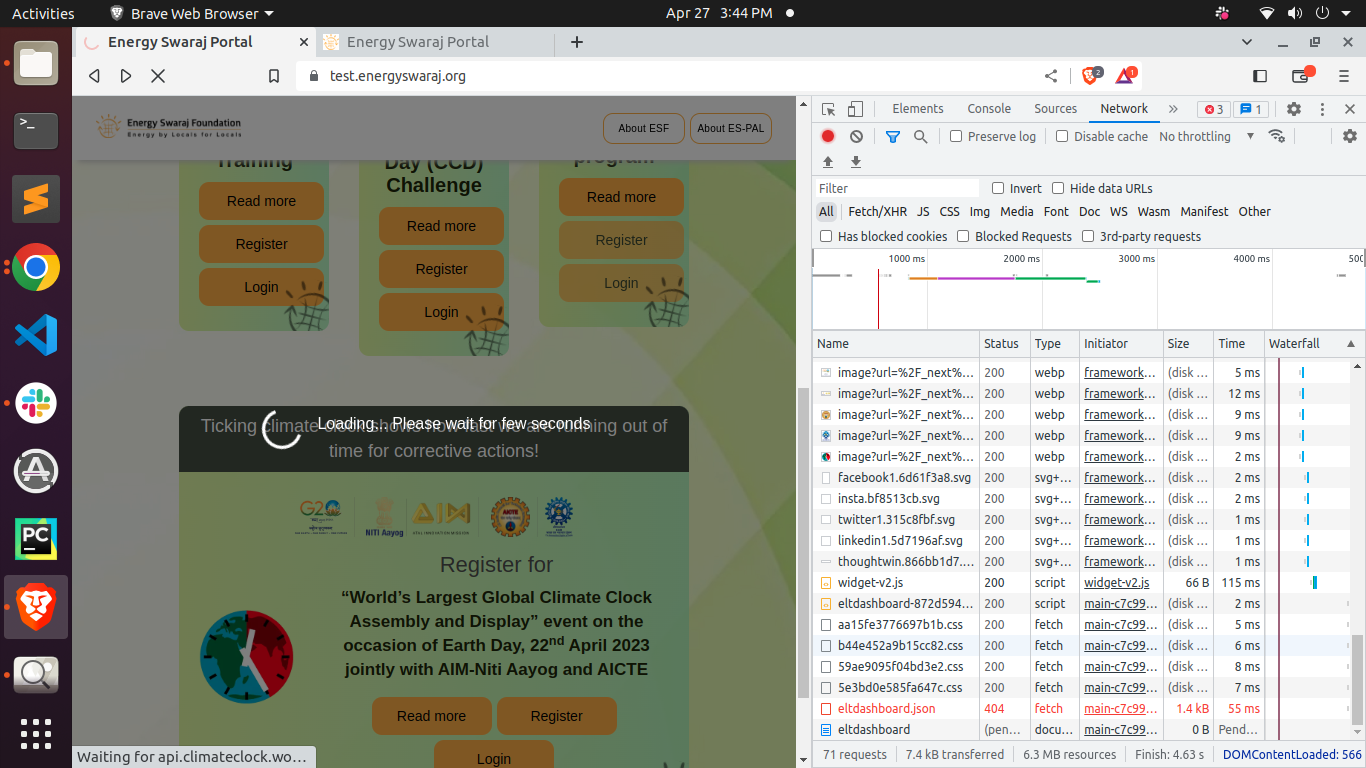 Activities
Brave Web Browser
Apr 27 3:44 PM
Energy Swaraj Portal
Energy Swaraj Portal
test.energyswaraj.org
2
1
Energy Swaraj Foundation
Energy by Locals for Locals
About ESF
About ES-PAL
Training
Read more
Register
Login
Day (CCD)
Challenge
Read more
Register
Login
program
Read more
Register
Login
Loading... Please wait for few seconds
Ticking climate clock shows how fast we are running out of
time for corrective actions!
G20
NITI Aayog
AIM
ATAL INNOVATION MISSION
AICTE
Register for
“World’s Largest Global Climate Clock
Assembly and Display” event on the
occasion of Earth Day, 22nd April 2023
jointly with AIM-Niti Aayog and AICTE
Read more
Register
Login
Waiting for api.climateclock.wo...
Elements
Console
Sources
Network
3
1
Preserve log
Disable cache
No throttling
Filter
Invert
Hide data URLs
All
Fetch/XHR
JS
CSS
Img
Media
Font
Doc
WS
Wasm
Manifest
Other
Has blocked cookies
Blocked Requests
3rd-party requests
1000 ms
2000 ms
3000 ms
4000 ms
500
Name Status Type Initiator Size Time Waterfall
image?url=%2F_next%... 200 webp framework... (disk ... 5 ms
image?url=%2F_next%... 200 webp framework... (disk ... 12 ms
image?url=%2F_next%... 200 webp framework... (disk ... 9 ms
image?url=%2F_next%... 200 webp framework... (disk ... 9 ms
image?url=%2F_next%... 200 webp framework... (disk ... 2 ms
facebook1.6d61f3a8.svg 200 svg+... framework... (disk ... 2 ms
insta.bf8513cb.svg 200 svg+... framework... (disk ... 2 ms
twitter1.315c8fbf.svg 200 svg+... framework... (disk ... 1 ms
linkedin1.5d7196af.svg 200 svg+... framework... (disk ... 1 ms
thoughtwin.866bb1d7.... 200 svg+... framework... (disk ... 1 ms
widget-v2.js 200 script widget-v2.js 66 B 115 ms
eltdashboard-872d594... 200 script main-c7c99... (disk ... 2 ms
aa15fe3776697b1b.css 200 fetch main-c7c99... (disk ... 5 ms
b44e452a9b15cc82.css 200 fetch main-c7c99... (disk ... 6 ms
59ae9095f04bd3e2.css 200 fetch main-c7c99... (disk ... 8 ms
5e3bd0e585fa647c.css 200 fetch main-c7c99... (disk ... 7 ms
eltdashboard.json 404 fetch main-c7c99... 1.4 kB 55 ms
eltdashboard (pen... docu... main-c7c99... 0 B Pend...
71 requests
7.4 kB transferred
6.3 MB resources
Finish: 4.63 s
DOMContentLoaded: 566
>_
PC